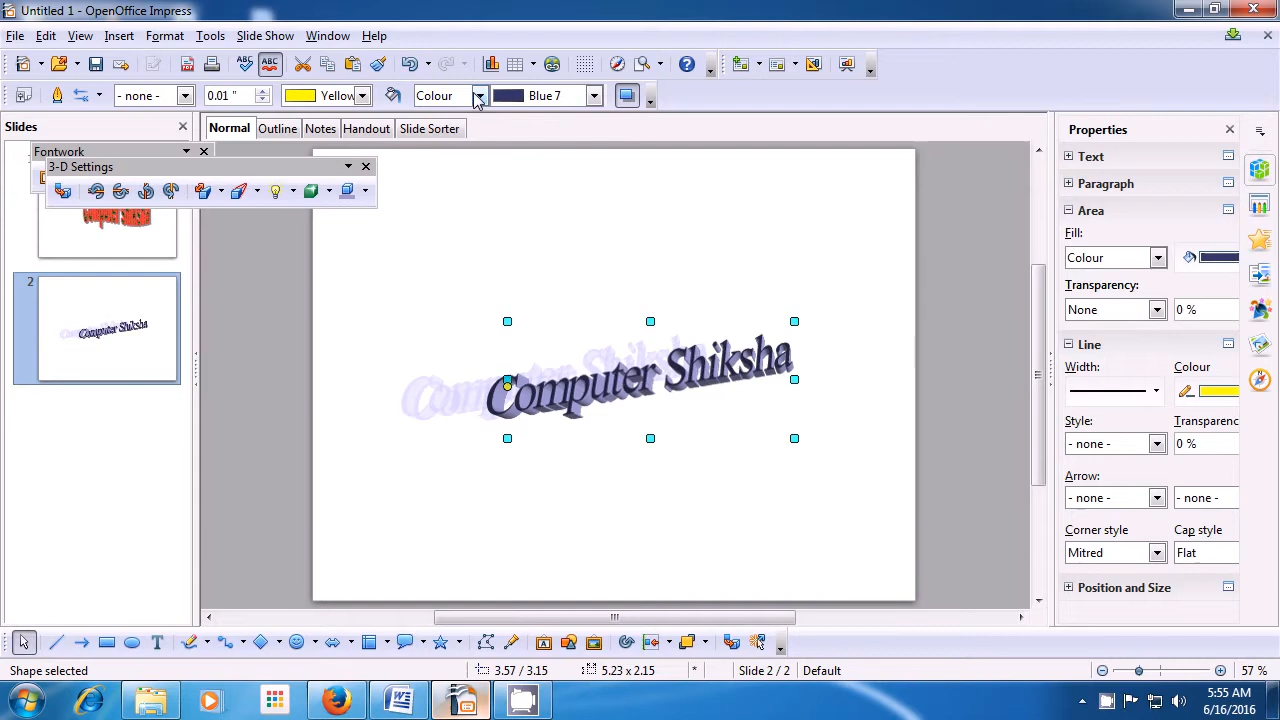 Untitled 1 - OpenOffice Impress
File Edit View Insert Format Tools Slide Show Window Help
- none - 0.01 " Yellow Colour Blue 7
Slides
Normal Outline Notes Handout Slide Sorter
Properties
Fontwork
3-D Settings
Text
Paragraph
Area
Fill:
Colour
Transparency:
None 0 %
2
Computer Shiksha
Computer Shiksha
Line
Width: Colour
Style: Transparenc
- none - 0 %
Arrow:
- none - - none -
Corner style Cap style
Mitred Flat
Position and Size
Shape selected 3.57 / 3.15 5.23 x 2.15 * Slide 2 / 2 Default 57 %
5:55 AM
6/16/2016